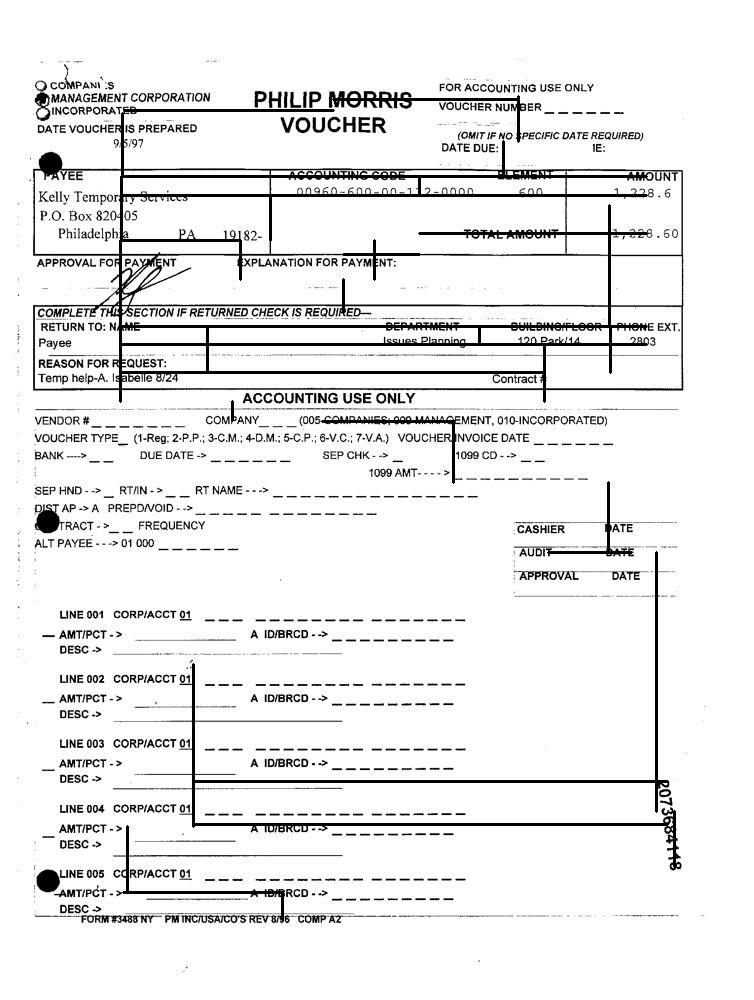 COMPANIES
MANAGEMENT CORPORATION
INCORPORATED
PHILIP MORRIS
VOUCHER
FOR ACCOUNTING USE ONLY
VOUCHER NUMBER _ _ _ _ _ _
DATE VOUCHER IS PREPARED
9/5/97
(OMIT IF NO SPECIFIC DATE REQUIRED)
DATE DUE:
PAYEE ACCOUNTING CODE ELEMENT AMOUNT
Kelly Temporary Services 00960-600-00-112-0000 600 1,228.6
P.O. Box 820405
Philadelphia PA 19182- TOTAL AMOUNT 1,228.60
APPROVAL FOR PAYMENT EXPLANATION FOR PAYMENT:
COMPLETE THIS SECTION IF RETURNED CHECK IS REQUIRED—
RETURN TO: NAME DEPARTMENT BUILDING/FLOOR PHONE EXT.
Payee Issues Planning 120 Park/14 2803
REASON FOR REQUEST:
Temp help-A. Isabelle 8/24 Contract #
ACCOUNTING USE ONLY
VENDOR # _ _ _ _ _ _ _ _ COMPANY _ _ _ (005-COMPANIES; 009-MANAGEMENT, 010-INCORPORATED)
VOUCHER TYPE _ (1-Reg; 2-P.P.; 3-C.M.; 4-D.M.; 5-C.P.; 6-V.C.; 7-V.A.) VOUCHER INVOICE DATE _ _ _ _ _ _
BANK ----> _ _ DUE DATE -> _ _ _ _ _ _ SEP CHK - -> _ 1099 CD - -> _ _
1099 AMT- - - - > _ _ _ _ _ _ _ _ _ _
SEP HND - -> _ RT/IN - > _ _ RT NAME - - -> _ _ _ _ _ _ _ _ _ _ _ _ _ _ _
DIST AP -> A PREPD/VOID - -> _ _ _ _ _ _ _ _ _ _ _ _
CONTRACT - > _ _ FREQUENCY
ALT PAYEE - - -> 01 000 _ _ _ _ _ _
CASHIER DATE
AUDIT DATE
APPROVAL DATE
LINE 001 CORP/ACCT 01 _ _ _ _ _ _ _ _ _ _ _ _ _ _ _
AMT/PCT - > A ID/BRCD - -> _ _ _ _ _ _ _ _
DESC ->
LINE 002 CORP/ACCT 01 _ _ _ _ _ _ _ _ _ _ _ _ _ _ _
AMT/PCT - > A ID/BRCD - -> _ _ _ _ _ _ _ _
DESC ->
LINE 003 CORP/ACCT 01 _ _ _ _ _ _ _ _ _ _ _ _ _ _ _
AMT/PCT - > A ID/BRCD - -> _ _ _ _ _ _ _ _
DESC ->
LINE 004 CORP/ACCT 01 _ _ _ _ _ _ _ _ _ _ _ _ _ _ _
AMT/PCT - > A ID/BRCD - -> _ _ _ _ _ _ _ _
DESC ->
LINE 005 CORP/ACCT 01 _ _ _ _ _ _ _ _ _ _ _ _ _ _ _
AMT/PCT - > A ID/BRCD - -> _ _ _ _ _ _ _ _
DESC ->
FORM #3488 NY PM INC/USA/CO'S REV 8/96 COMP A2
2073684118